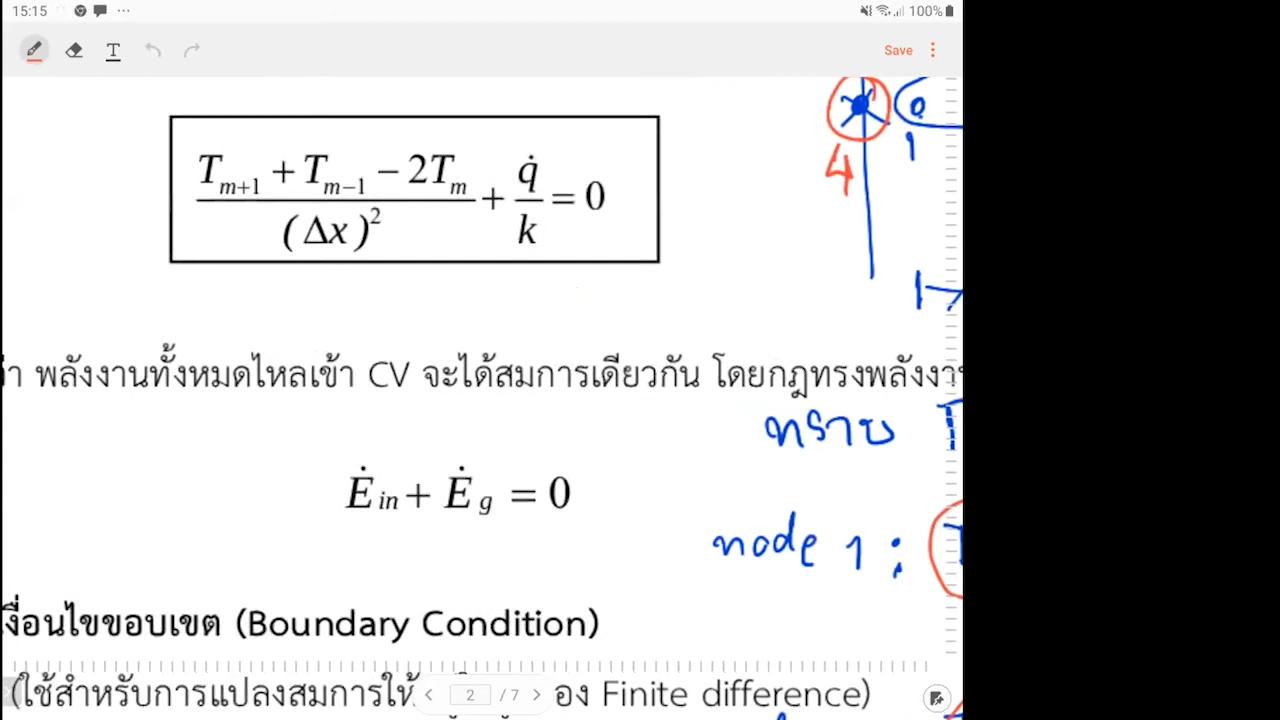 15:15 ... 100%
T Save
4 1
T_{m+1} + T_{m-1} - 2T_m / (Δx)^2 + q̇ / k = 0
พลังงานทั้งหมดไหลเข้า CV จะได้สมการเดียวกัน โดยกฎทรงพลังงา
ทราบ T
Ė in + Ė g = 0
node 1 :
งื่อนไขขอบเขต (Boundary Condition)
(ใช้สำหรับการแปลงสมการให้ 2 / 7 อง Finite difference)